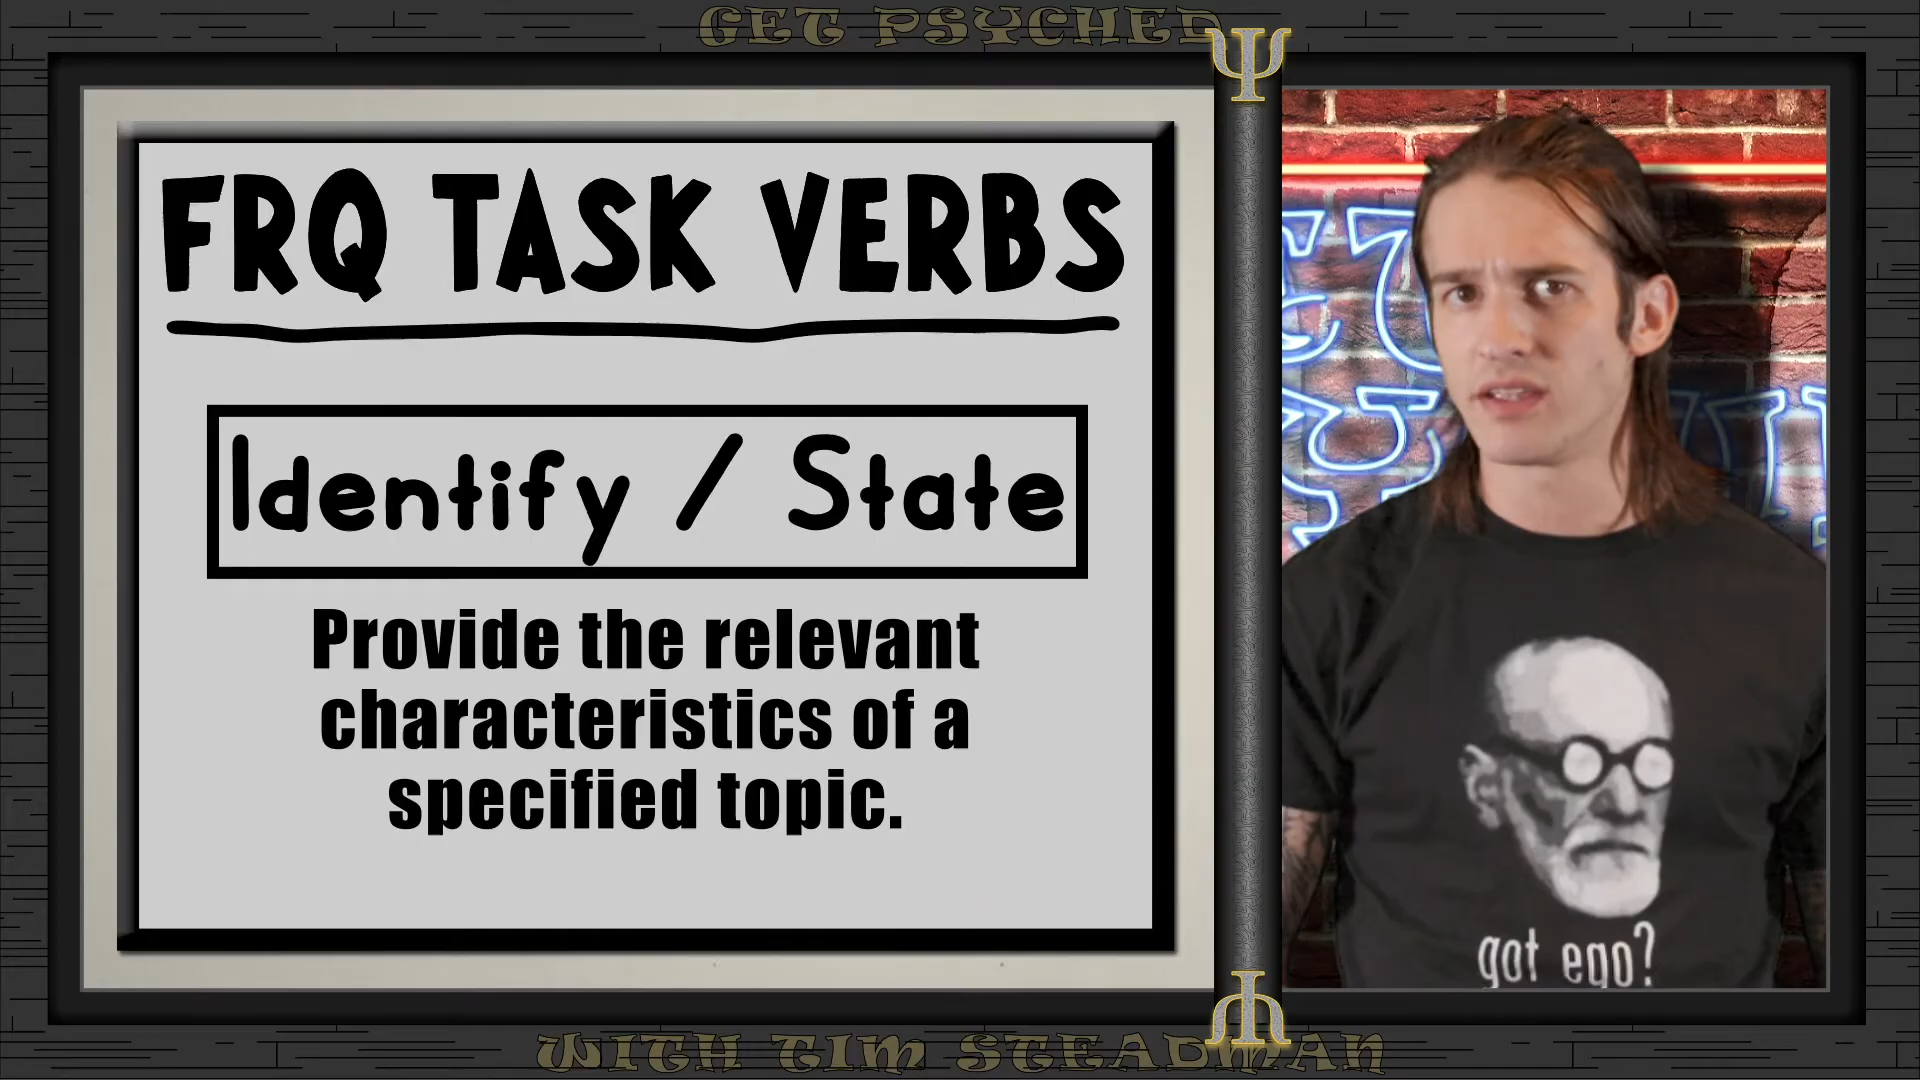 GET PSYCHED
FRQ TASK VERBS
Identify / State
Provide the relevant
characteristics of a
specified topic.
got ego?
WITH TIM STEADMAN